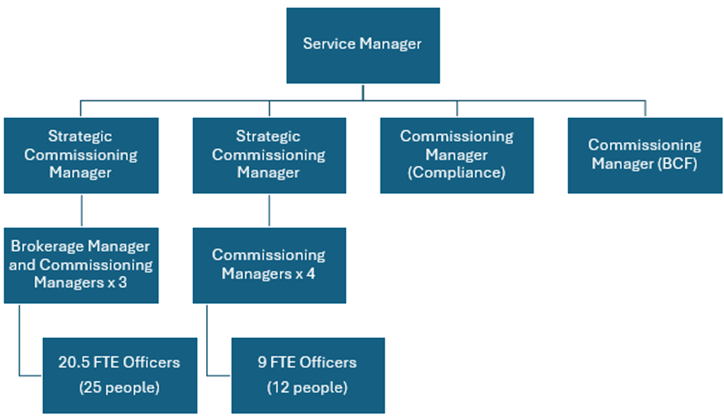 Service Manager
Strategic
Commissioning
Manager
Strategic
Commissioning
Manager
Commissioning
Manager
(Compliance)
Commissioning
Manager (BCF)
Brokerage Manager
and Commissioning
Managers x 3
Commissioning
Managers x 4
20.5 FTE Officers
(25 people)
9 FTE Officers
(12 people)